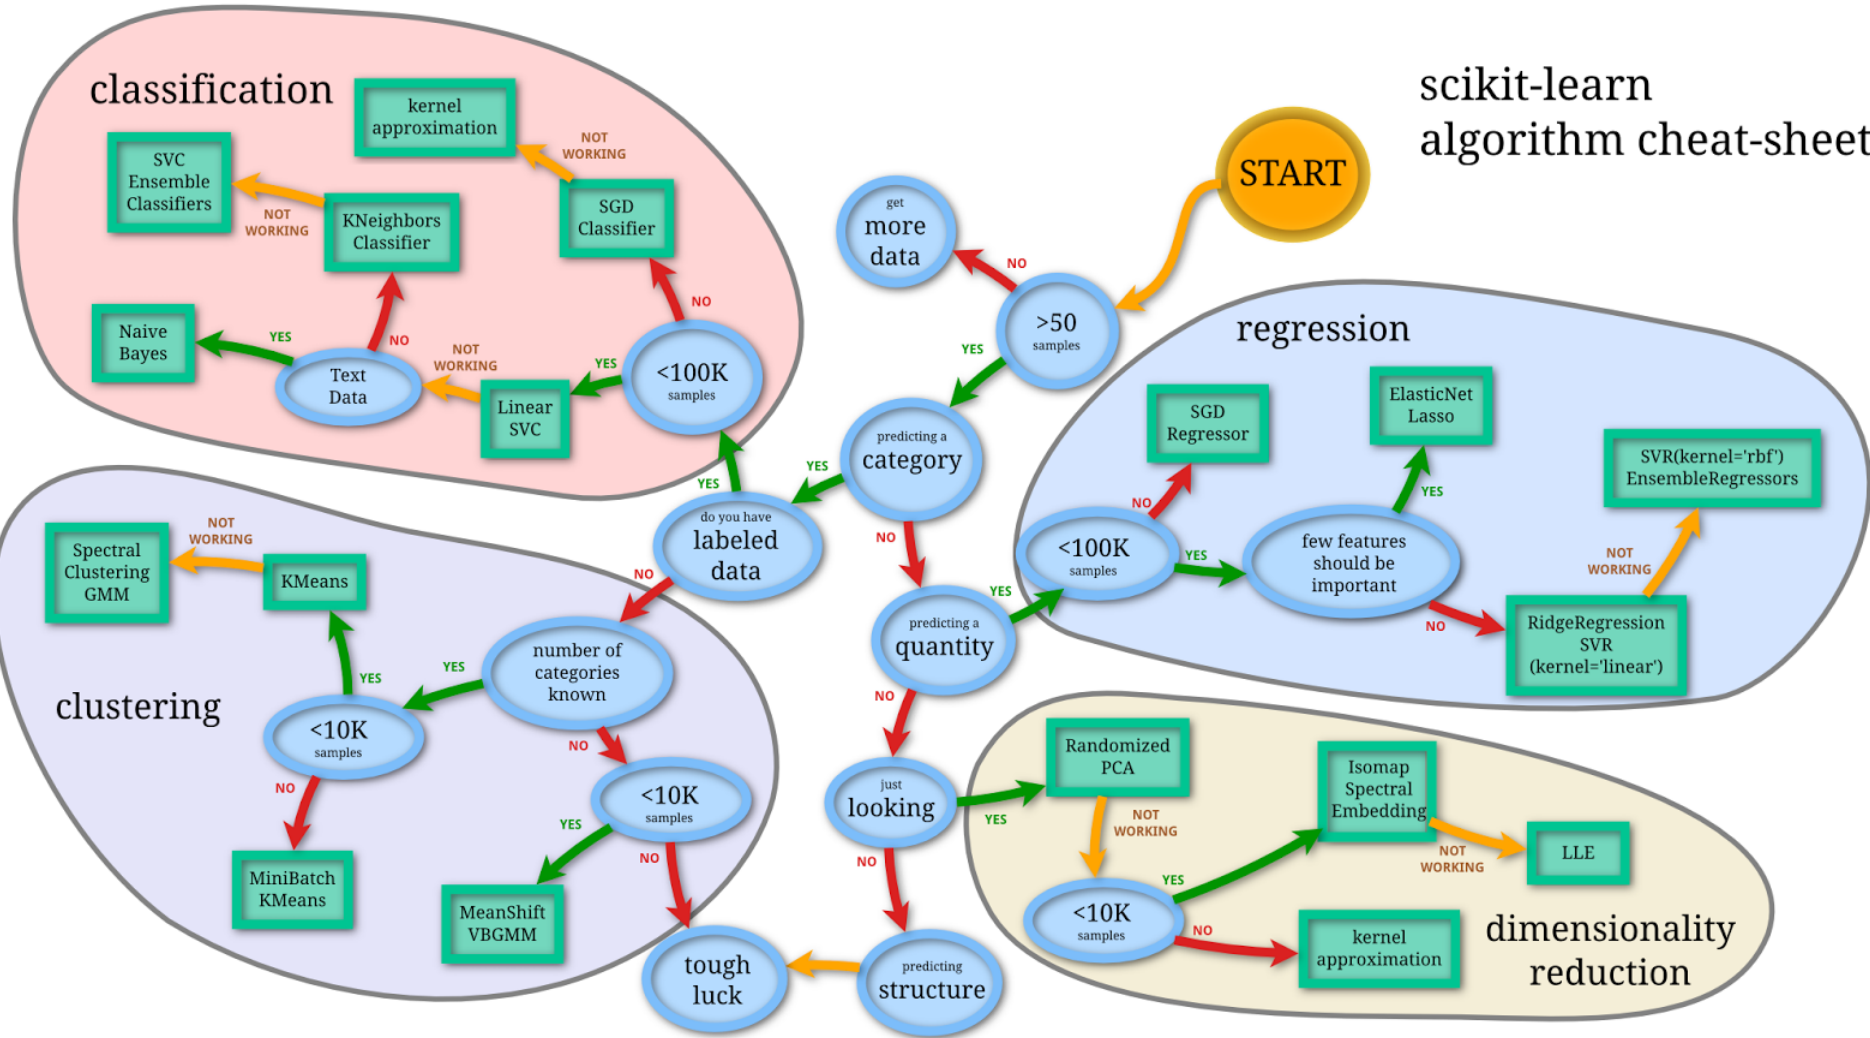 scikit-learn
algorithm cheat-sheet
START
get
more
data
NO
>50
samples
YES
predicting a
category
YES
NO
do you have
labeled
data
YES
NO
predicting a
quantity
YES
NO
just
looking
YES
NO
predicting
structure
tough
luck
classification
kernel
approximation
NOT
WORKING
SVC
Ensemble
Classifiers
NOT
WORKING
KNeighbors
Classifier
SGD
Classifier
NO
Naive
Bayes
YES
NO
Text
Data
NOT
WORKING
Linear
SVC
YES
<100K
samples
regression
SGD
Regressor
ElasticNet
Lasso
SVR(kernel='rbf')
EnsembleRegressors
NO
YES
<100K
samples
YES
few features
should be
important
NOT
WORKING
NO
RidgeRegression
SVR
(kernel='linear')
clustering
Spectral
Clustering
GMM
NOT
WORKING
KMeans
number of
categories
known
YES
YES
<10K
samples
NO
NO
<10K
samples
YES
NO
MiniBatch
KMeans
MeanShift
VBGMM
dimensionality
reduction
Randomized
PCA
NOT
WORKING
Isomap
Spectral
Embedding
NOT
WORKING
LLE
YES
<10K
samples
NO
kernel
approximation